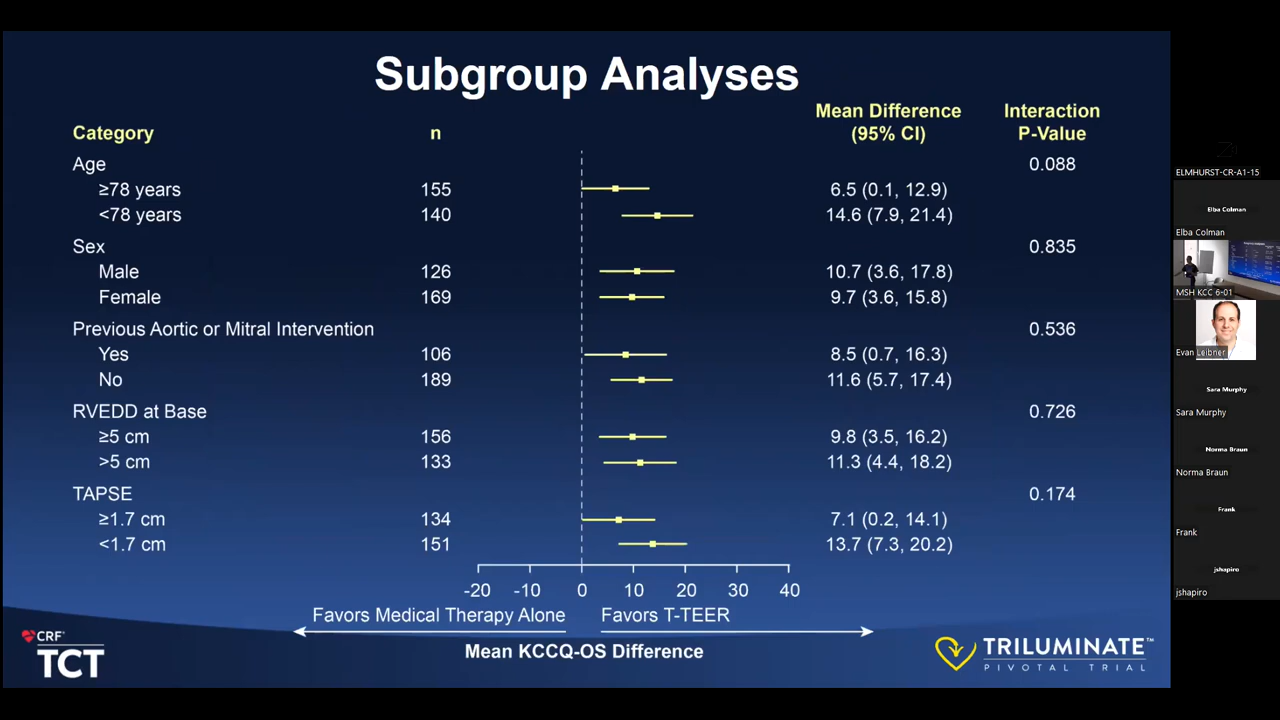 Subgroup Analyses
Category n Mean Difference (95% CI) Interaction P-Value
Age 0.088
≥78 years 155 6.5 (0.1, 12.9)
<78 years 140 14.6 (7.9, 21.4)
Sex 0.835
Male 126 10.7 (3.6, 17.8)
Female 169 9.7 (3.6, 15.8)
Previous Aortic or Mitral Intervention 0.536
Yes 106 8.5 (0.7, 16.3)
No 189 11.6 (5.7, 17.4)
RVEDD at Base 0.726
≥5 cm 156 9.8 (3.5, 16.2)
>5 cm 133 11.3 (4.4, 18.2)
TAPSE 0.174
≥1.7 cm 134 7.1 (0.2, 14.1)
<1.7 cm 151 13.7 (7.3, 20.2)
-20 -10 0 10 20 30 40
Favors Medical Therapy Alone Favors T-TEER
Mean KCCQ-OS Difference
CRF
TCT
TRILUMINATE™
PIVOTAL TRIAL
ELMHURST-CR-A1-15
Elba Colman
Elba Colman
MSH KCC 6-01
Evan Leibner
Sara Murphy
Sara Murphy
Norma Braun
Norma Braun
Frank
Frank
jshapiro
jshapiro